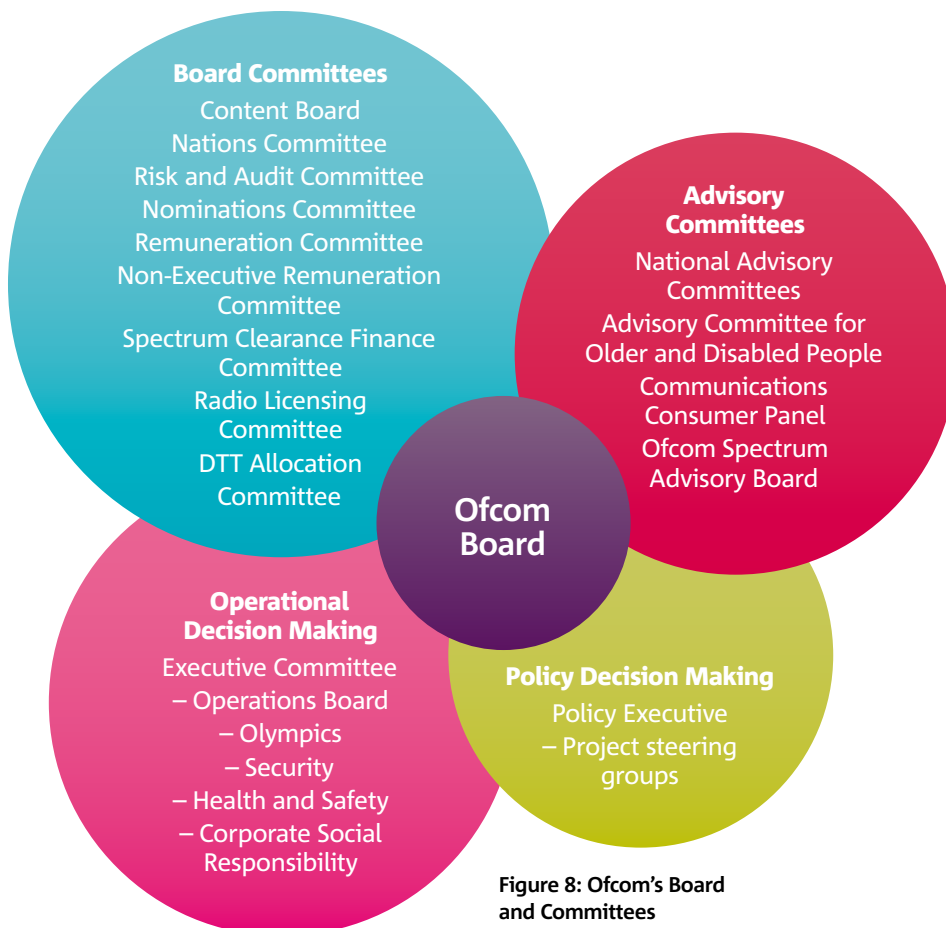 Board Committees
Content Board
Nations Committee
Risk and Audit Committee
Nominations Committee
Remuneration Committee
Non-Executive Remuneration
Committee
Spectrum Clearance Finance
Committee
Radio Licensing
Committee
DTT Allocation
Committee
Advisory
Committees
National Advisory
Committees
Advisory Committee for
Older and Disabled People
Communications
Consumer Panel
Ofcom Spectrum
Advisory Board
Ofcom
Board
Operational
Decision Making
Executive Committee
– Operations Board
– Olympics
– Security
– Health and Safety
– Corporate Social
Responsibility
Policy Decision Making
Policy Executive
– Project steering
groups
Figure 8: Ofcom’s Board
and Committees